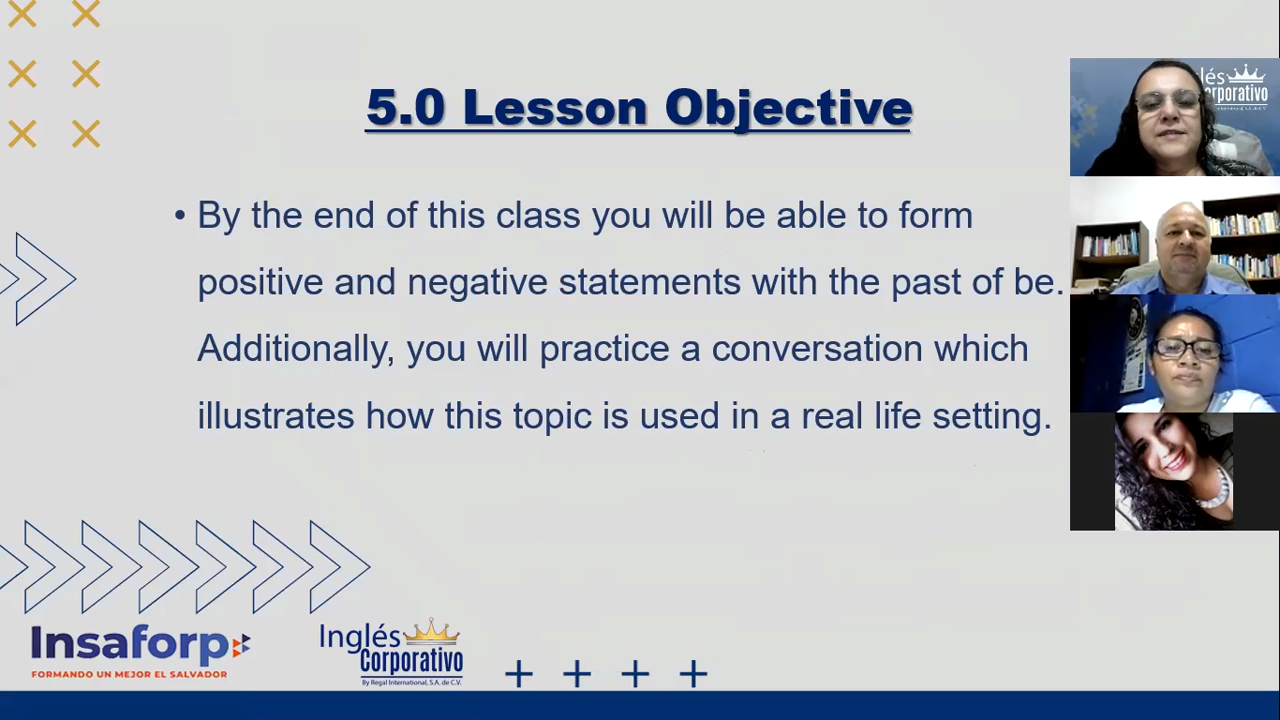 5.0 Lesson Objective
• By the end of this class you will be able to form
positive and negative statements with the past of be.
Additionally, you will practice a conversation which
illustrates how this topic is used in a real life setting.
Insaforp
FORMANDO UN MEJOR EL SALVADOR
Inglés
Corporativo
By Regal International, S.A. de C.V.
lés
orporativo